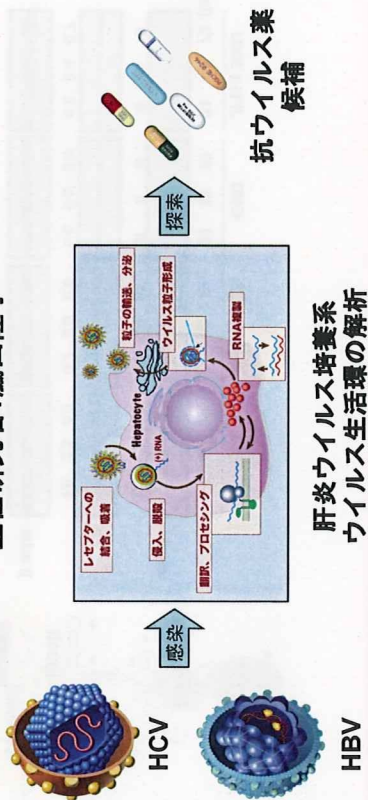 HCV
HBV
感染
レセプターへの
結合、吸着
侵入、脱殻
(+) RNA
翻訳、プロセシング
Hepatocyte
粒子の輸送、分泌
ウイルス粒子形成
RNA複製
肝炎ウイルス培養系
ウイルス生活環の解析
探索
抗ウイルス薬
候補